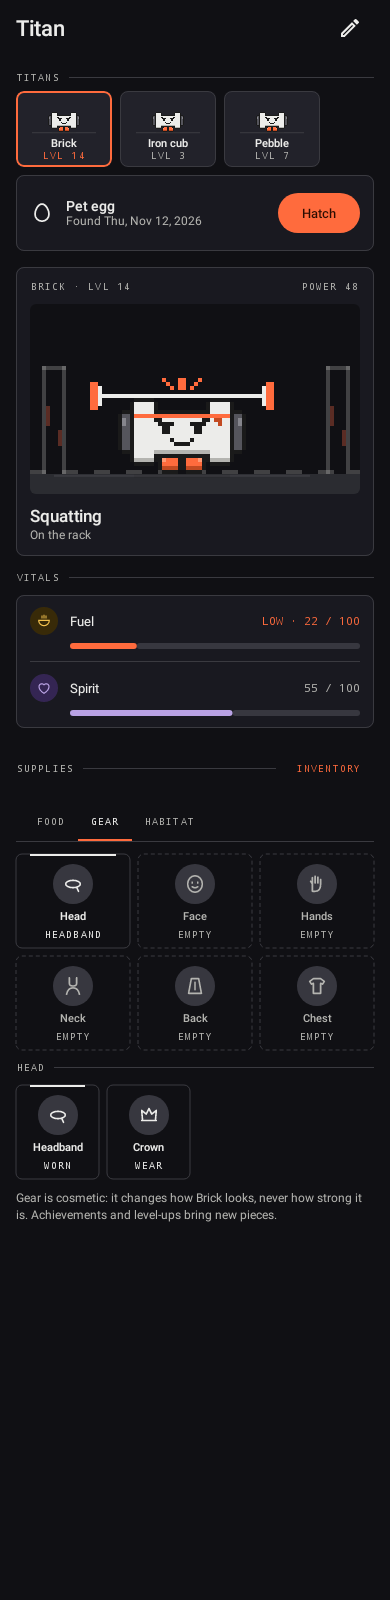 Titan
TITANS
Brick
LVL 14
Iron cub
LVL 3
Pebble
LVL 7
Pet egg
Found Thu, Nov 12, 2026
Hatch
BRICK · LVL 14
POWER 48
Squatting
On the rack
VITALS
Fuel
LOW · 22 / 100
Spirit
55 / 100
SUPPLIES
INVENTORY
FOOD
GEAR
HABITAT
Head
HEADBAND
Face
EMPTY
Hands
EMPTY
Neck
EMPTY
Back
EMPTY
Chest
EMPTY
HEAD
Headband
WORN
Crown
WEAR
Gear is cosmetic: it changes how Brick looks, never how strong it
is. Achievements and level-ups bring new pieces.